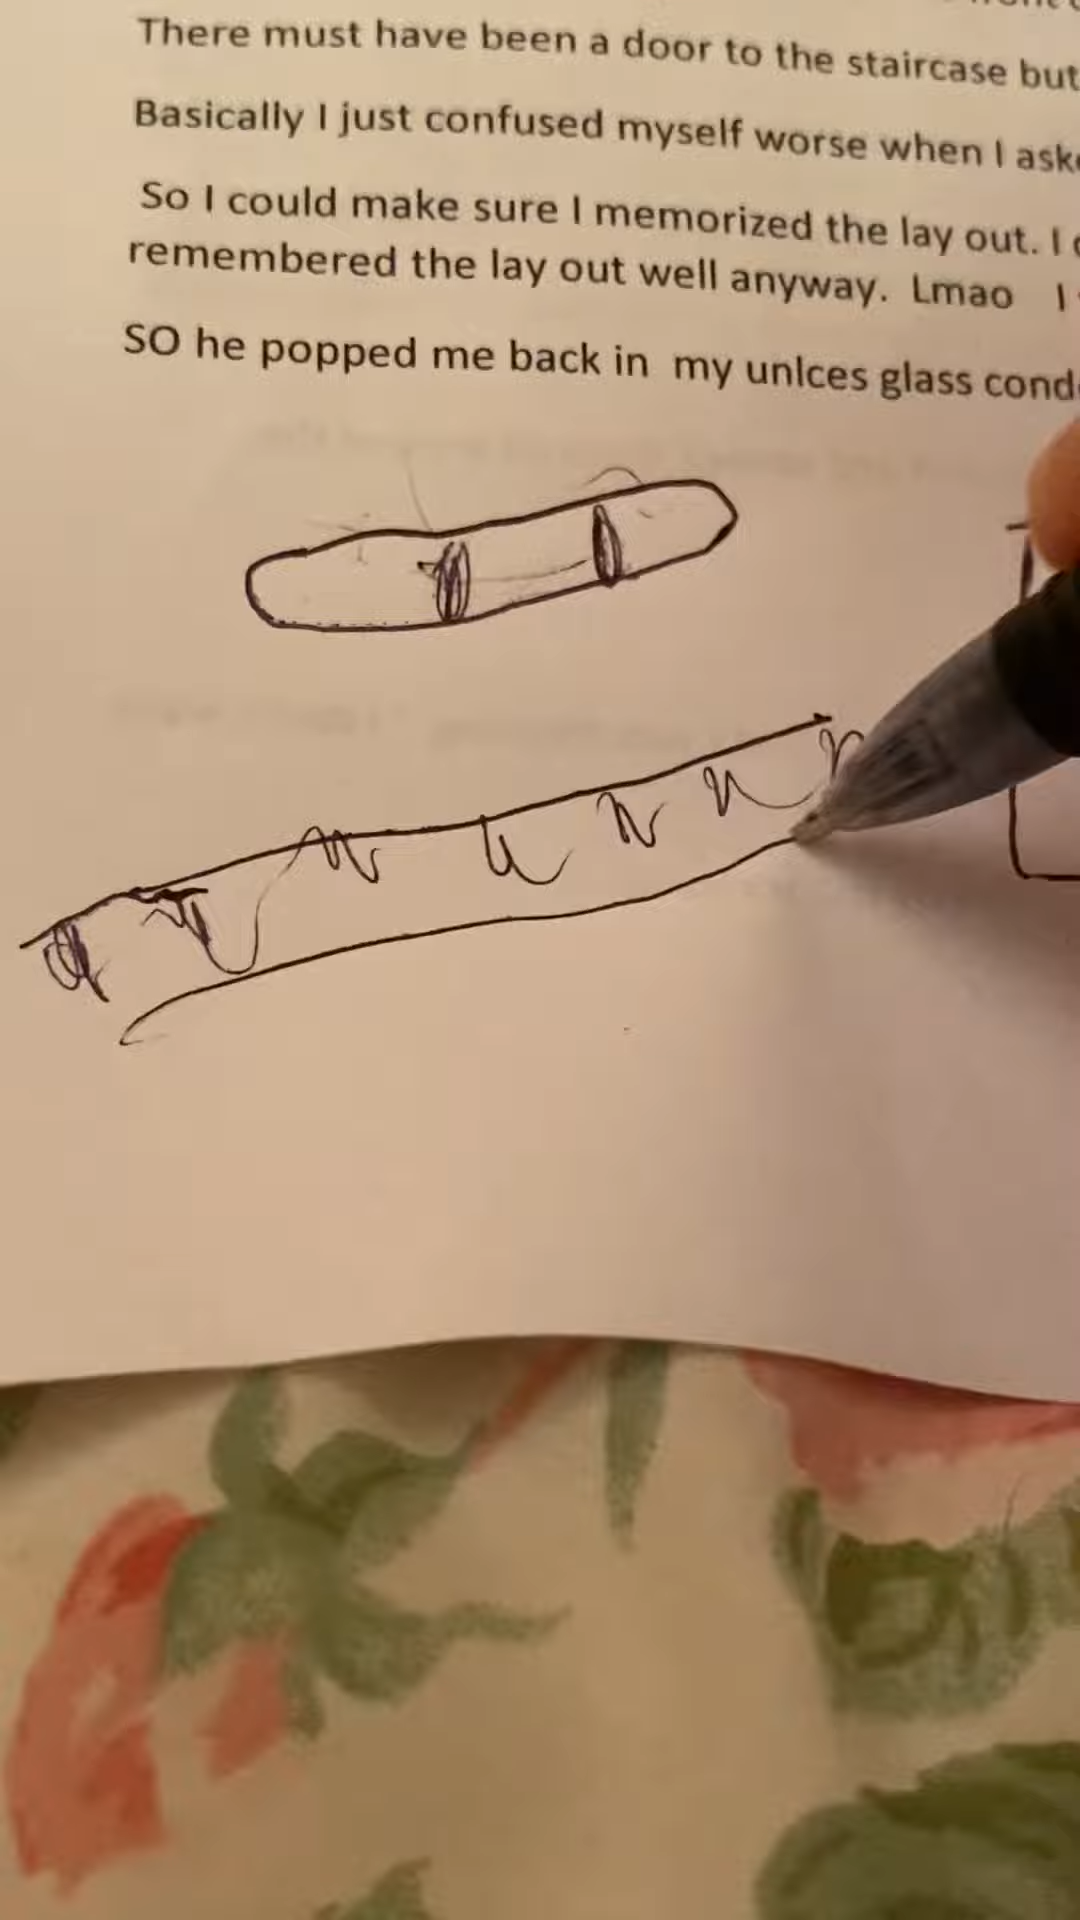 There must have been a door to the staircase but
Basically I just confused myself worse when I aske
So I could make sure I memorized the lay out. I
remembered the lay out well anyway. Lmao I
SO he popped me back in my unlces glass cond